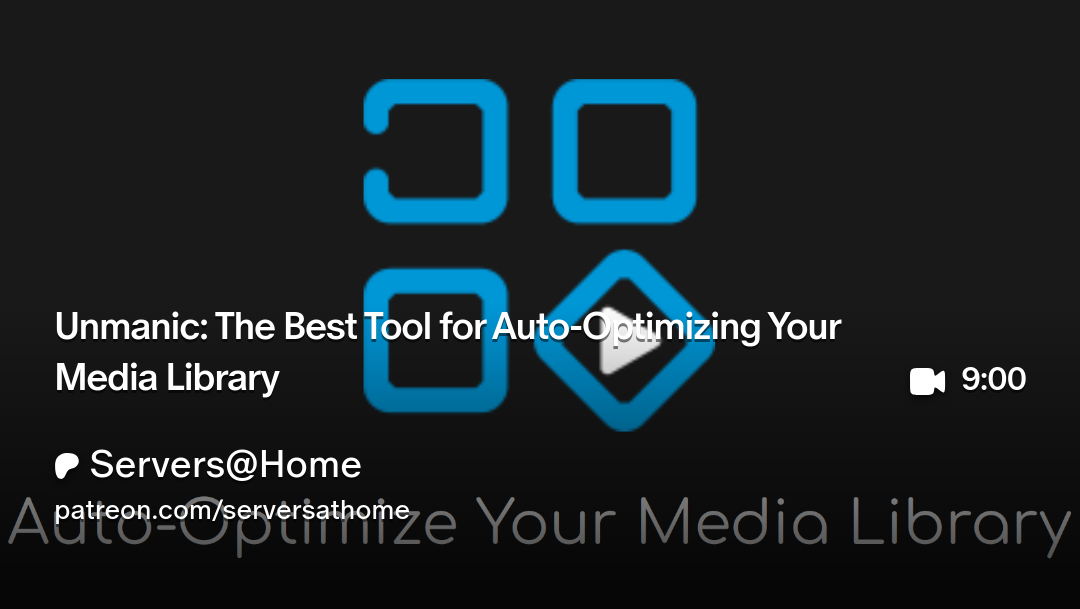 Unmanic: The Best Tool for Auto-Optimizing Your
Media Library
9:00
Servers@Home
patreon.com/serversathome
Auto-Optimize Your Media Library